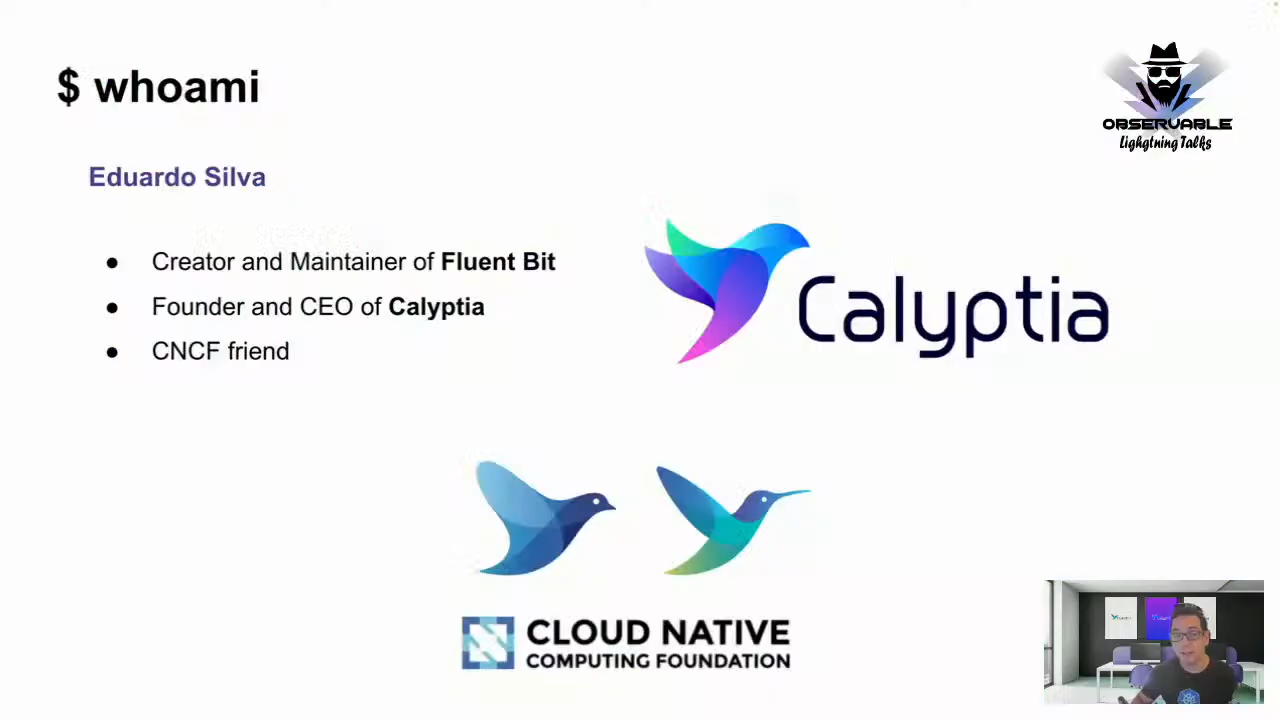 $ whoami
OBSERVABLE
Lighgtning Talks
Eduardo Silva
● Creator and Maintainer of Fluent Bit
● Founder and CEO of Calyptia
● CNCF friend
Calyptia
CLOUD NATIVE
COMPUTING FOUNDATION